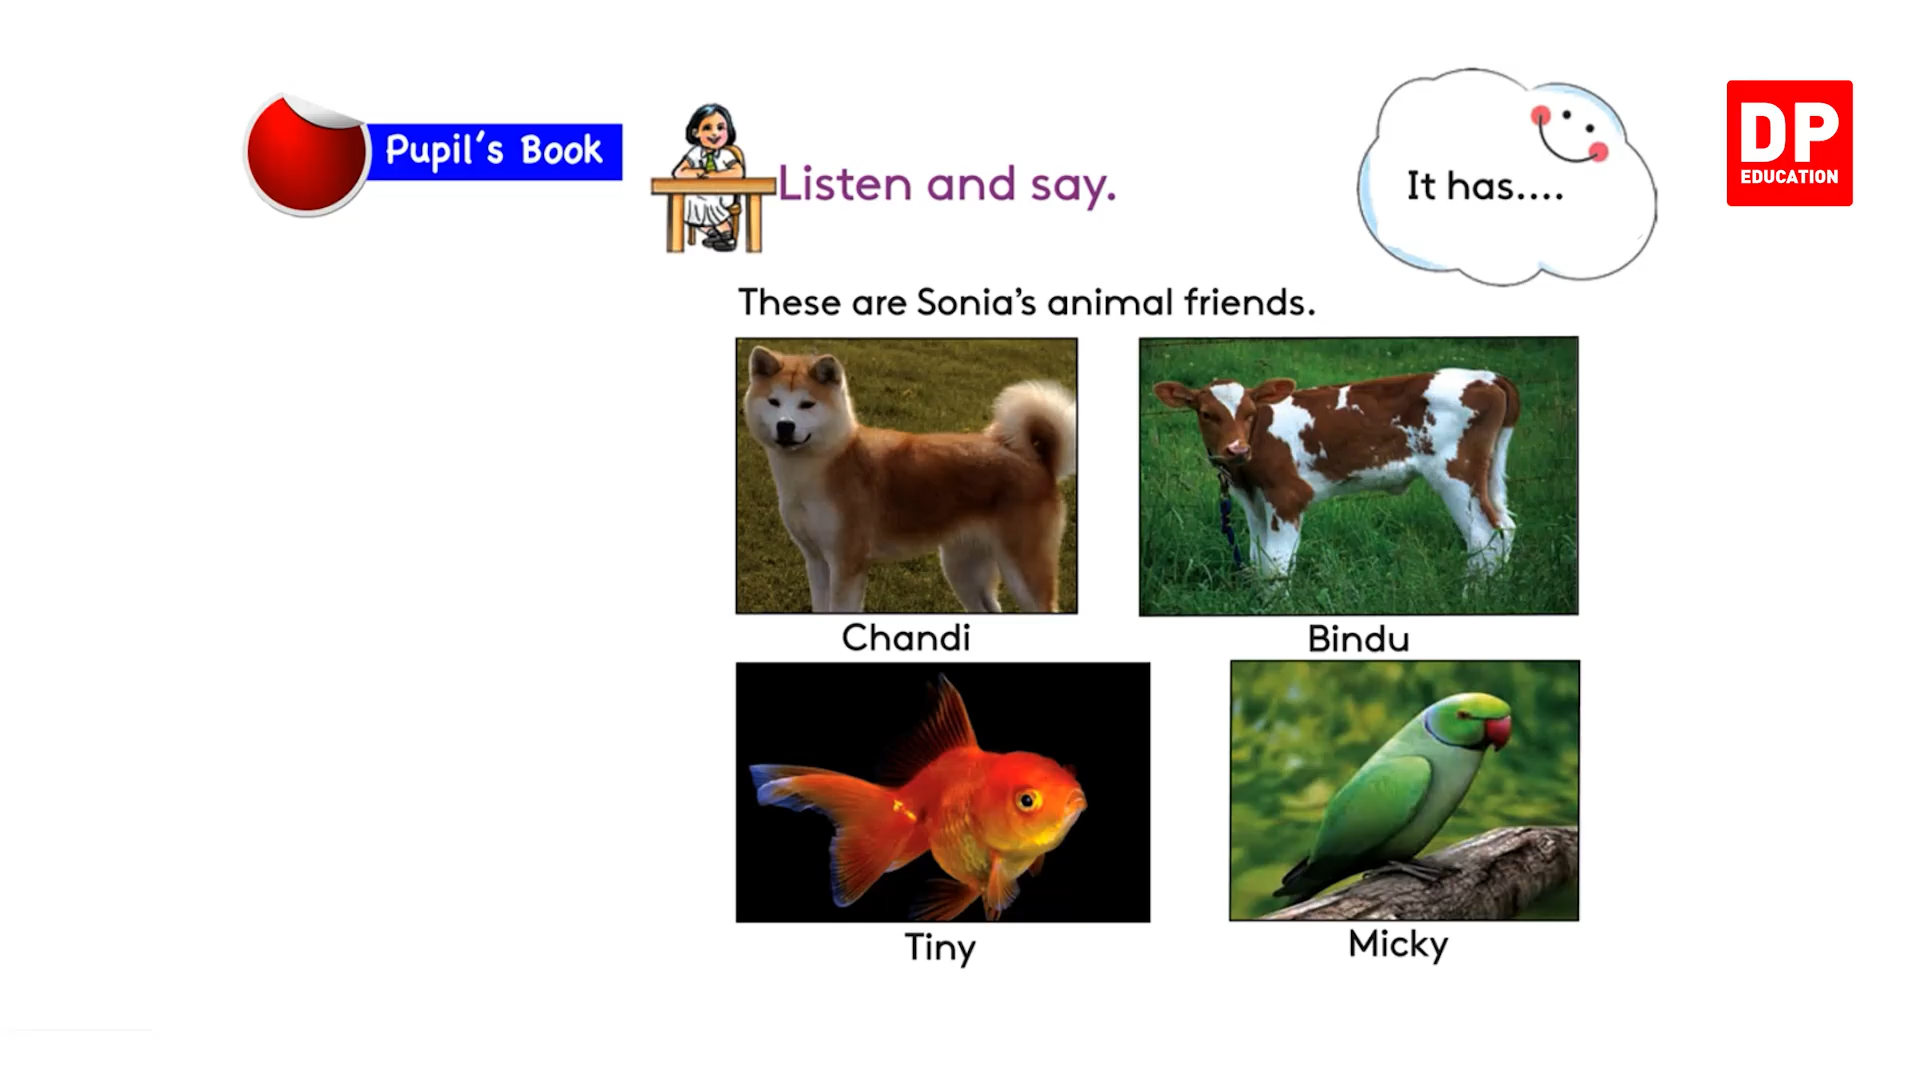 Pupil's Book
Listen and say.
It has....
DP
EDUCATION
These are Sonia's animal friends.
Chandi
Bindu
Tiny
Micky